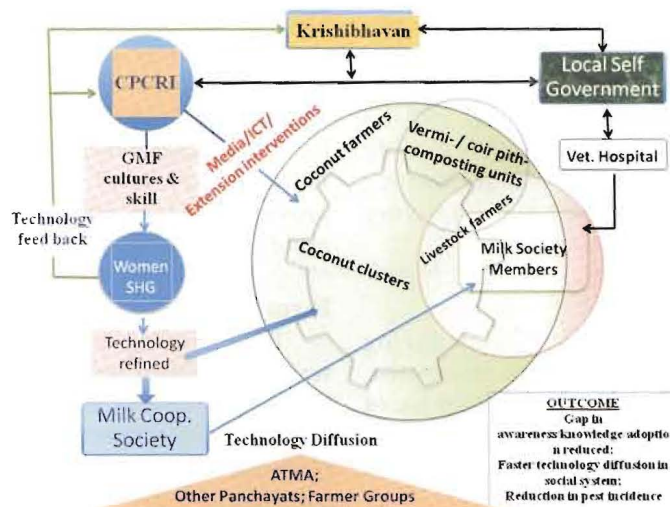 Krishibhavan
CPCRI
Local Self
Government
Media/ICT/
Extension interventions
Coconut farmers
Vermi-/ coir pith-
composting units
GMF
cultures &
skill
Vet. Hospital
Technology
feed back
Livestock farmers
Milk Society
Members
Women
SHG
Coconut clusters
Technology
refined
Milk Coop.
Society
Technology Diffusion
OUTCOME
Gap in
awareness knowledge adoptio
n reduced;
Faster technology diffusion in
social system;
Reduction in pest incidence
ATMA;
Other Panchayats; Farmer Groups